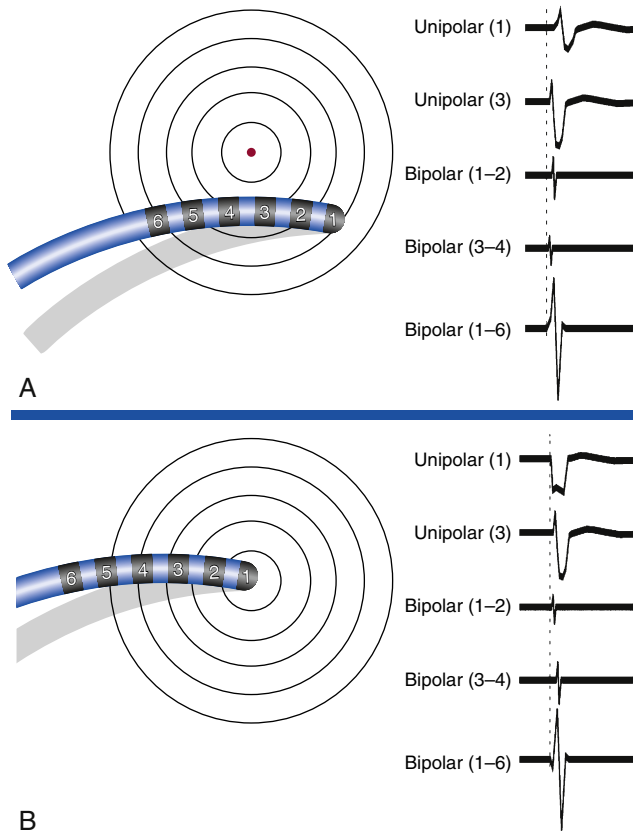 Unipolar (1)
Unipolar (3)
Bipolar (1–2)
Bipolar (3–4)
Bipolar (1–6)
6 5 4 3 2 1
A
Unipolar (1)
Unipolar (3)
Bipolar (1–2)
Bipolar (3–4)
Bipolar (1–6)
6 5 4 3 2 1
B